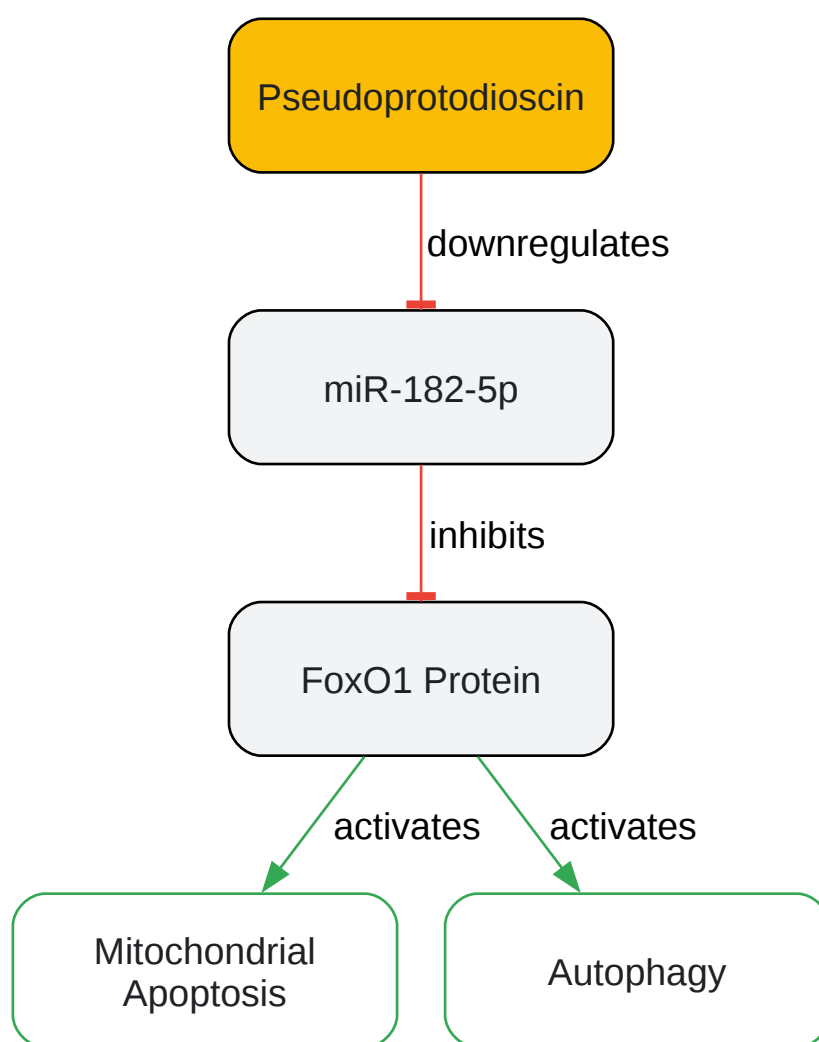 Pseudoprotodioscin
downregulates
miR-182-5p
inhibits
FoxO1 Protein
activates
activates
Mitochondrial
Apoptosis
Autophagy